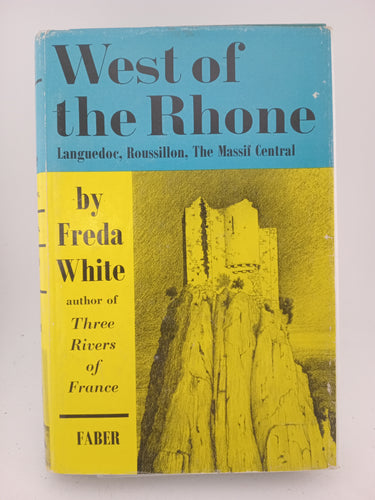 West of
the Rhone
Languedoc, Roussillon, The Massif Central
by
Freda
White
author of
Three
Rivers
of
France
FABER